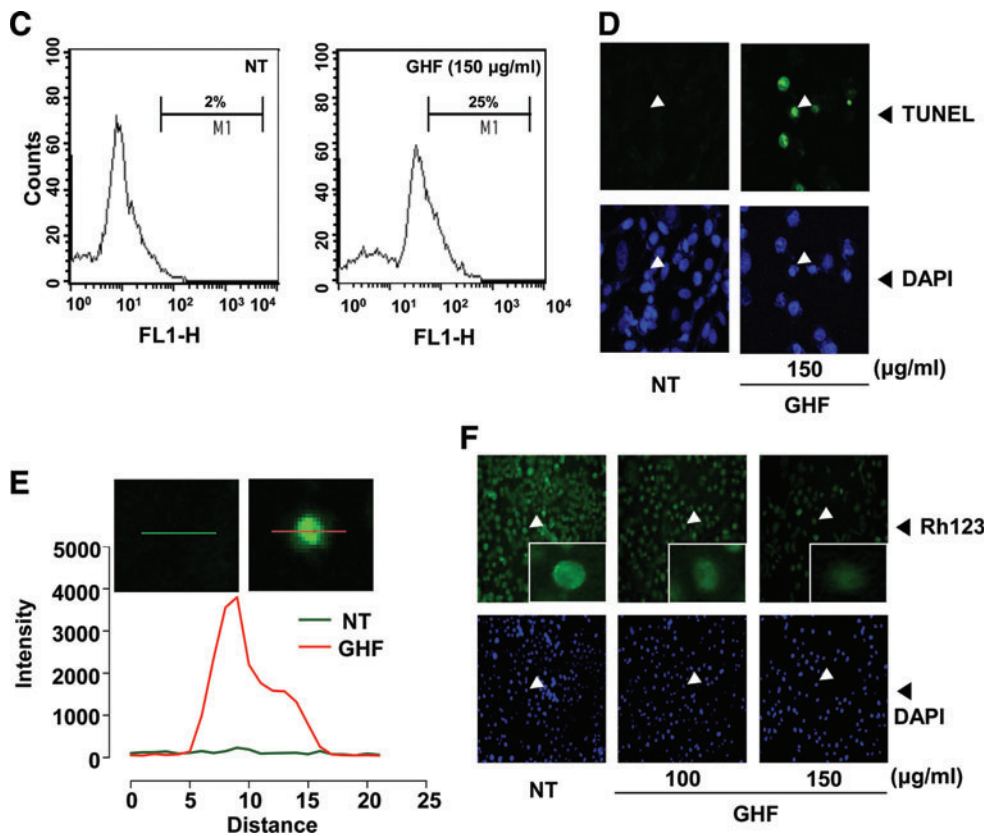 C
NT
2%
M1
Counts
100
80
60
40
20
0
10⁰ 10¹ 10² 10³ 10⁴
FL1-H
GHF (150 µg/ml)
25%
M1
100
80
60
40
20
0
10⁰ 10¹ 10² 10³ 10⁴
FL1-H
D
TUNEL
DAPI
NT
150 (µg/ml)
GHF
E
5000
4000
3000
2000
1000
0
Intensity
NT
GHF
0 5 10 15 20 25
Distance
F
Rh123
DAPI
NT
100 150 (µg/ml)
GHF